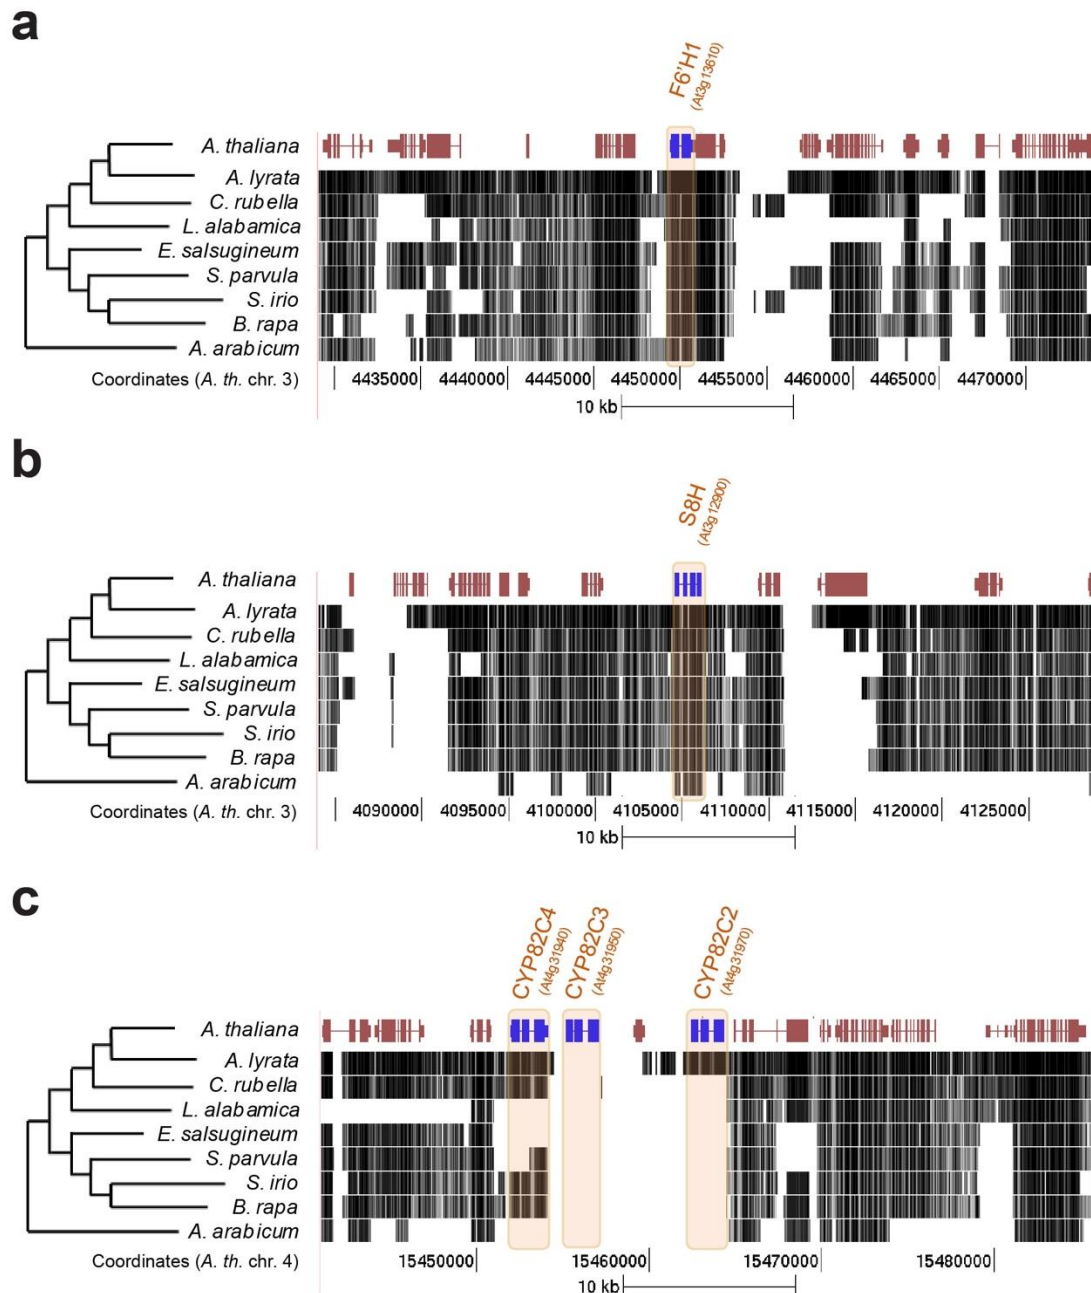 a
F6'H1
(At3g13610)
A. thaliana
A. lyrata
C. rubella
L. alabamica
E. salsugineum
S. parvula
S. irio
B. rapa
A. arabicum
Coordinates (A. th. chr. 3) 4435000 4440000 4445000 4450000 4455000 4460000 4465000 4470000
10 kb
b
S8H
(At3g12900)
A. thaliana
A. lyrata
C. rubella
L. alabamica
E. salsugineum
S. parvula
S. irio
B. rapa
A. arabicum
Coordinates (A. th. chr. 3) 4090000 4095000 4100000 4105000 4110000 4115000 4120000 4125000
10 kb
c
CYP82C4
(At4g31940)
CYP82C3
(At4g31950)
CYP82C2
(At4g31970)
A. thaliana
A. lyrata
C. rubella
L. alabamica
E. salsugineum
S. parvula
S. irio
B. rapa
A. arabicum
Coordinates (A. th. chr. 4) 15450000 15460000 15470000 15480000
10 kb